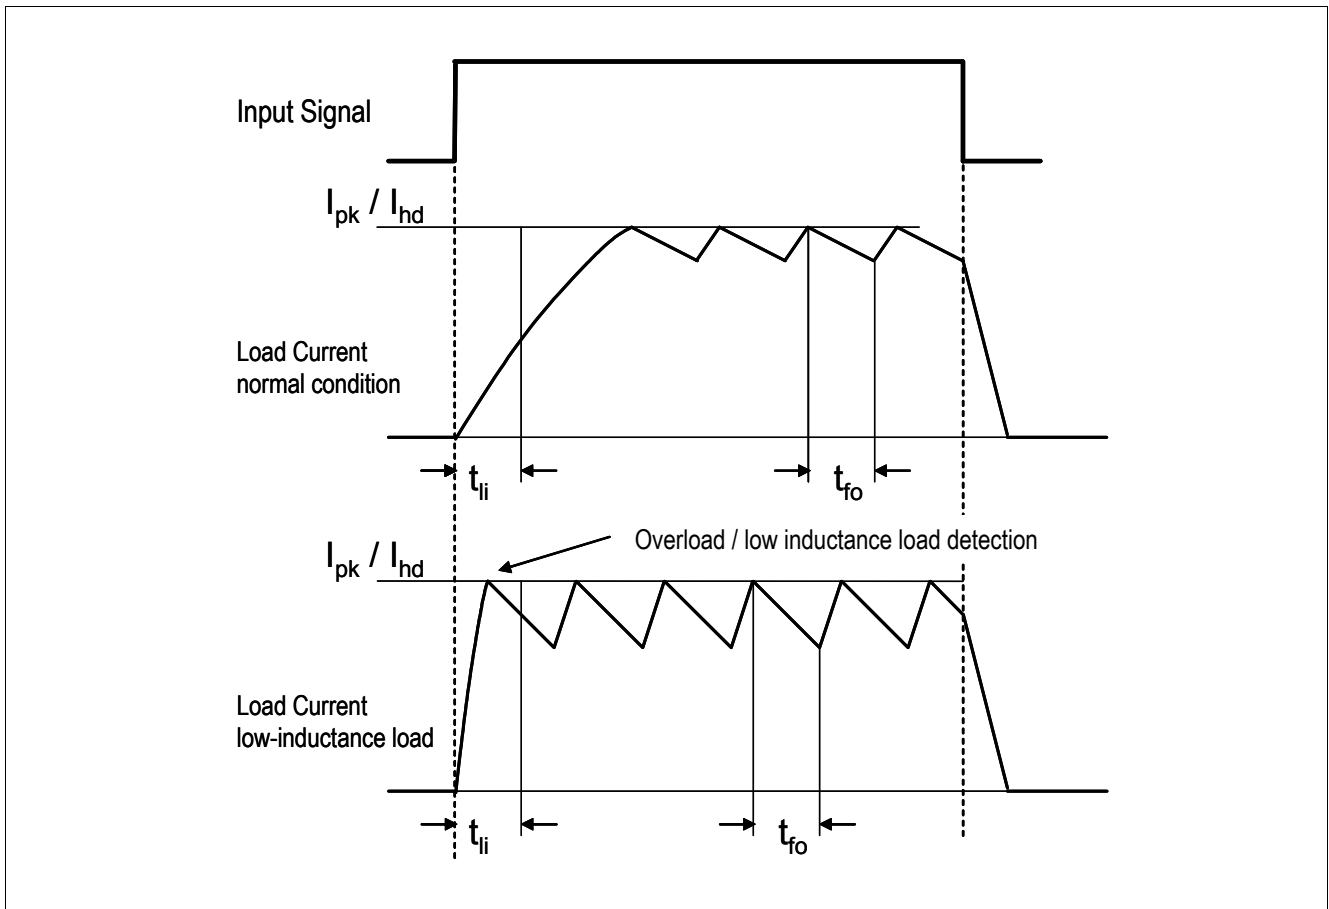 Input Signal
Ipk / Ihd
Load Current
normal condition
tli
tfo
Overload / low inductance load detection
Ipk / Ihd
Load Current
low-inductance load
tli
tfo